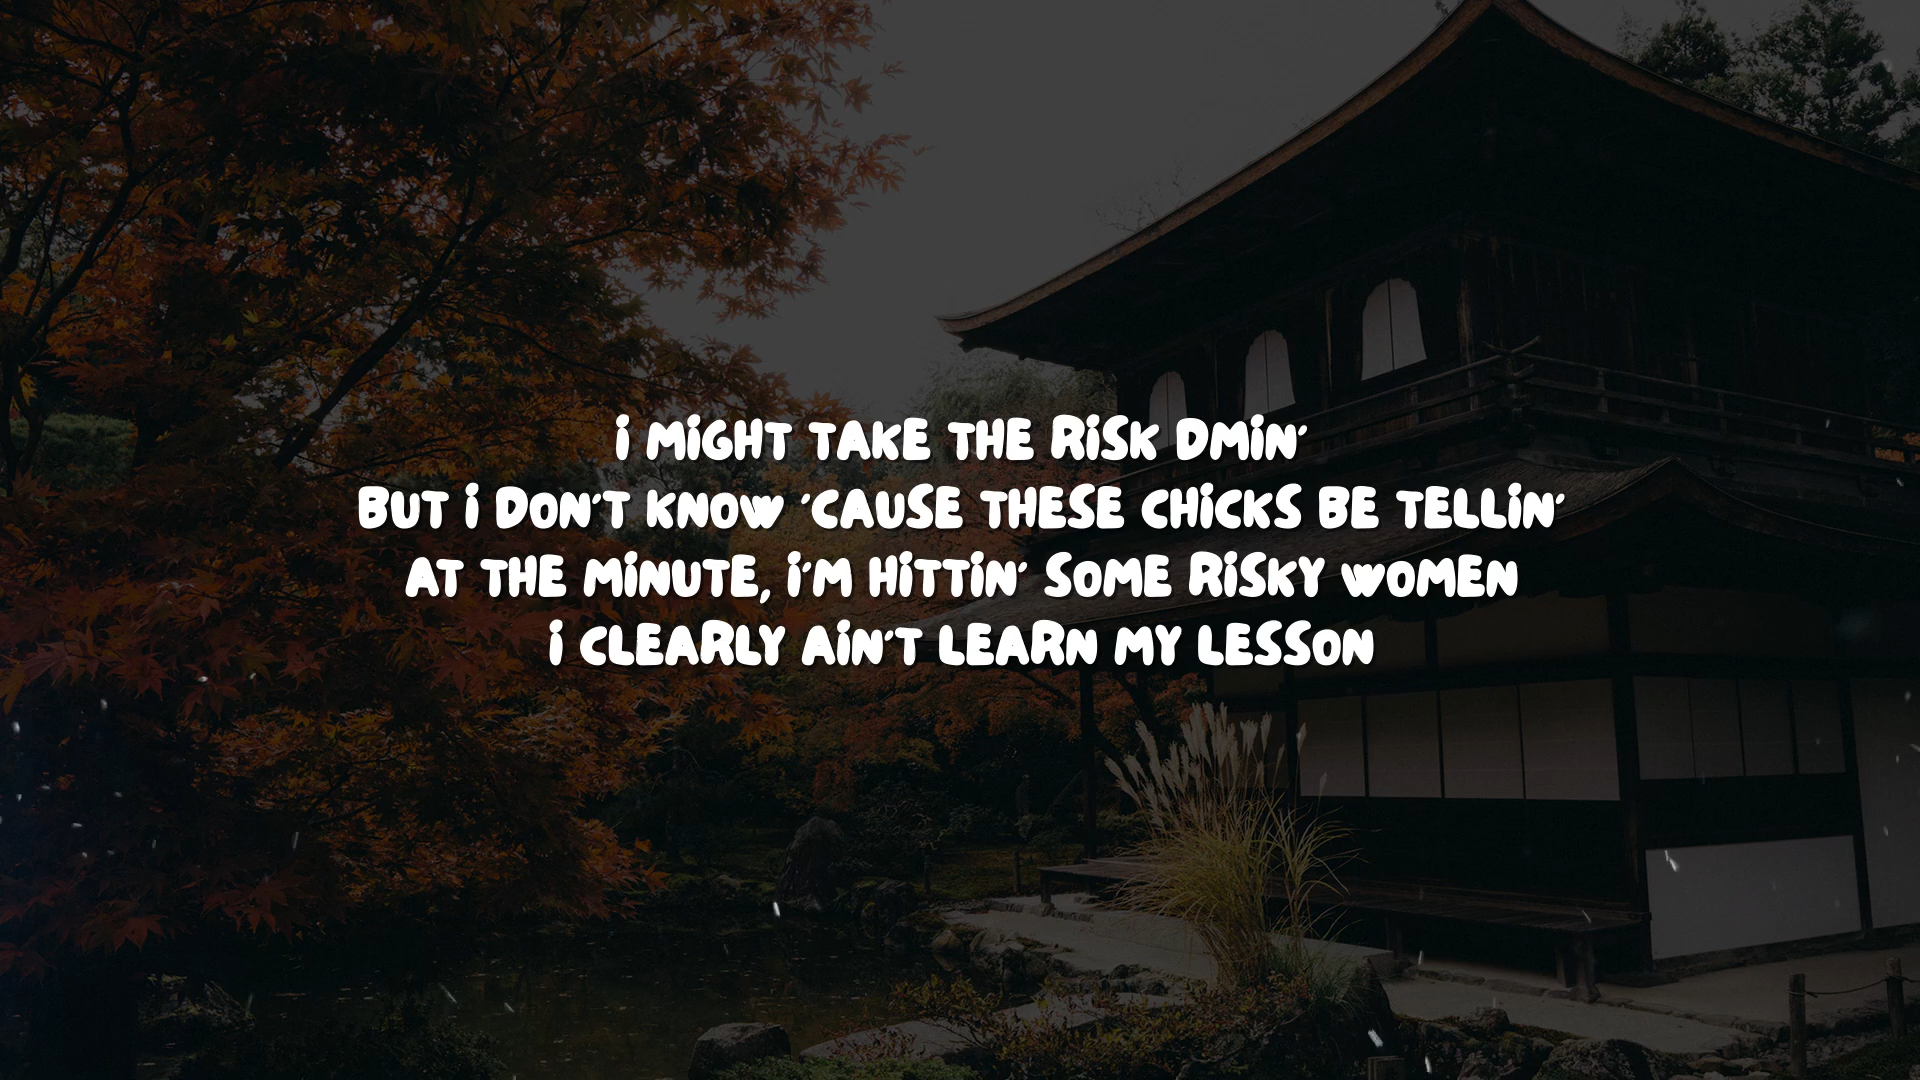 I MIGHT TAKE THE RISK DMIN'
BUT I DON'T KNOW 'CAUSE THESE CHICKS BE TELLIN'
AT THE MINUTE, I'M HITTIN' SOME RISKY WOMEN
I CLEARLY AIN'T LEARN MY LESSON